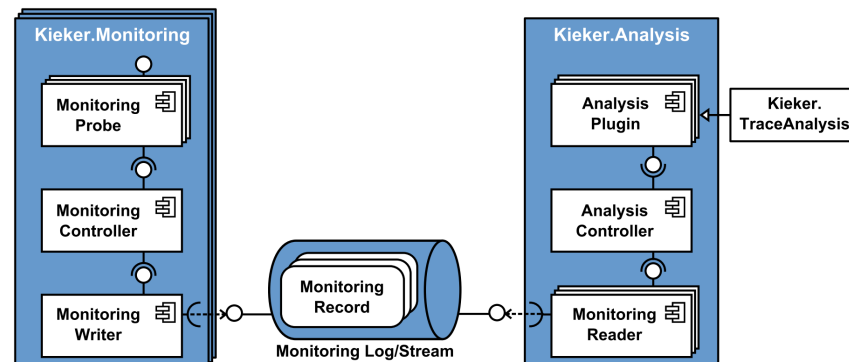 Kieker.Monitoring
Monitoring
Probe
Monitoring
Controller
Monitoring
Writer
Monitoring
Record
Monitoring Log/Stream
Kieker.Analysis
Analysis
Plugin
Kieker.
TraceAnalysis
Analysis
Controller
Monitoring
Reader